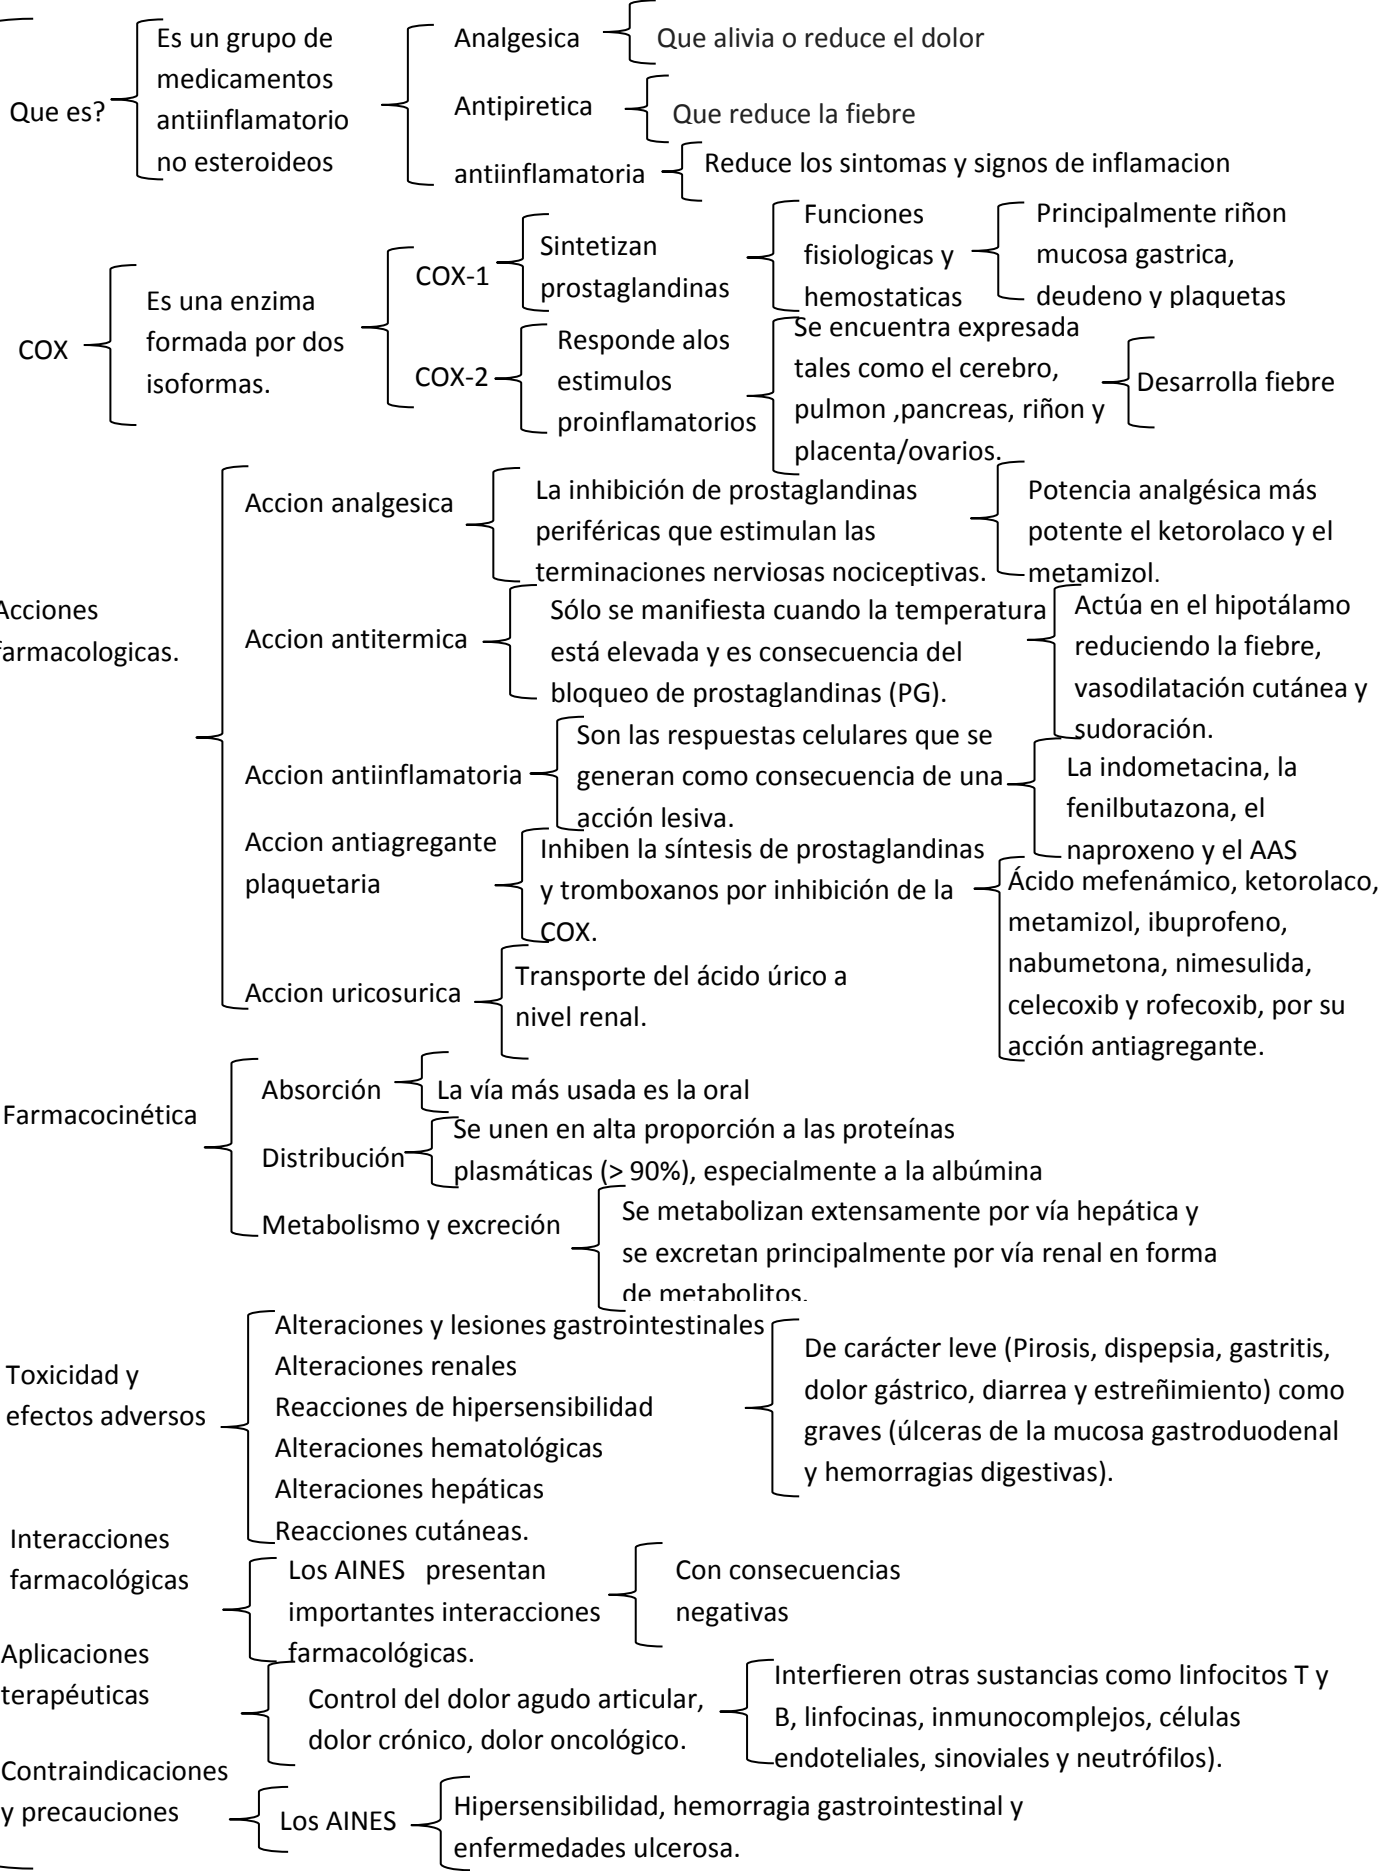 Que es?
Es un grupo de
medicamentos
antiinflamatorio
no esteroideos
Analgesica
Que alivia o reduce el dolor
Antipiretica
Que reduce la fiebre
antiinflamatoria
Reduce los sintomas y signos de inflamacion
COX
Es una enzima
formada por dos
isoformas.
COX-1
Sintetizan
prostaglandinas
Funciones
fisiologicas y
hemostaticas
Principalmente riñon
mucosa gastrica,
deudeno y plaquetas
COX-2
Responde alos
estimulos
proinflamatorios
Se encuentra expresada
tales como el cerebro,
pulmon ,pancreas, riñon y
placenta/ovarios.
Desarrolla fiebre
Acciones
farmacologicas.
Accion analgesica
La inhibición de prostaglandinas
periféricas que estimulan las
terminaciones nerviosas nociceptivas.
Potencia analgésica más
potente el ketorolaco y el
metamizol.
Accion antitermica
Sólo se manifiesta cuando la temperatura
está elevada y es consecuencia del
bloqueo de prostaglandinas (PG).
Actúa en el hipotálamo
reduciendo la fiebre,
vasodilatación cutánea y
sudoración.
Accion antiinflamatoria
Son las respuestas celulares que se
generan como consecuencia de una
acción lesiva.
La indometacina, la
fenilbutazona, el
naproxeno y el AAS
Accion antiagregante
plaquetaria
Inhiben la síntesis de prostaglandinas
y tromboxanos por inhibición de la
COX.
Ácido mefenámico, ketorolaco,
metamizol, ibuprofeno,
nabumetona, nimesulida,
celecoxib y rofecoxib, por su
acción antiagregante.
Accion uricosurica
Transporte del ácido úrico a
nivel renal.
Farmacocinética
Absorción
La vía más usada es la oral
Distribución
Se unen en alta proporción a las proteínas
plasmáticas (> 90%), especialmente a la albúmina
Metabolismo y excreción
Se metabolizan extensamente por vía hepática y
se excretan principalmente por vía renal en forma
de metabolitos.
Toxicidad y
efectos adversos
Alteraciones y lesiones gastrointestinales
Alteraciones renales
Reacciones de hipersensibilidad
Alteraciones hematológicas
Alteraciones hepáticas
Reacciones cutáneas.
De carácter leve (Pirosis, dispepsia, gastritis,
dolor gástrico, diarrea y estreñimiento) como
graves (úlceras de la mucosa gastroduodenal
y hemorragias digestivas).
Interacciones
farmacológicas
Los AINES presentan
importantes interacciones
farmacológicas.
Con consecuencias
negativas
Aplicaciones
terapéuticas
Control del dolor agudo articular,
dolor crónico, dolor oncológico.
Interfieren otras sustancias como linfocitos T y
B, linfocinas, inmunocomplejos, células
endoteliales, sinoviales y neutrófilos).
Contraindicaciones
y precauciones
Los AINES
Hipersensibilidad, hemorragia gastrointestinal y
enfermedades ulcerosa.